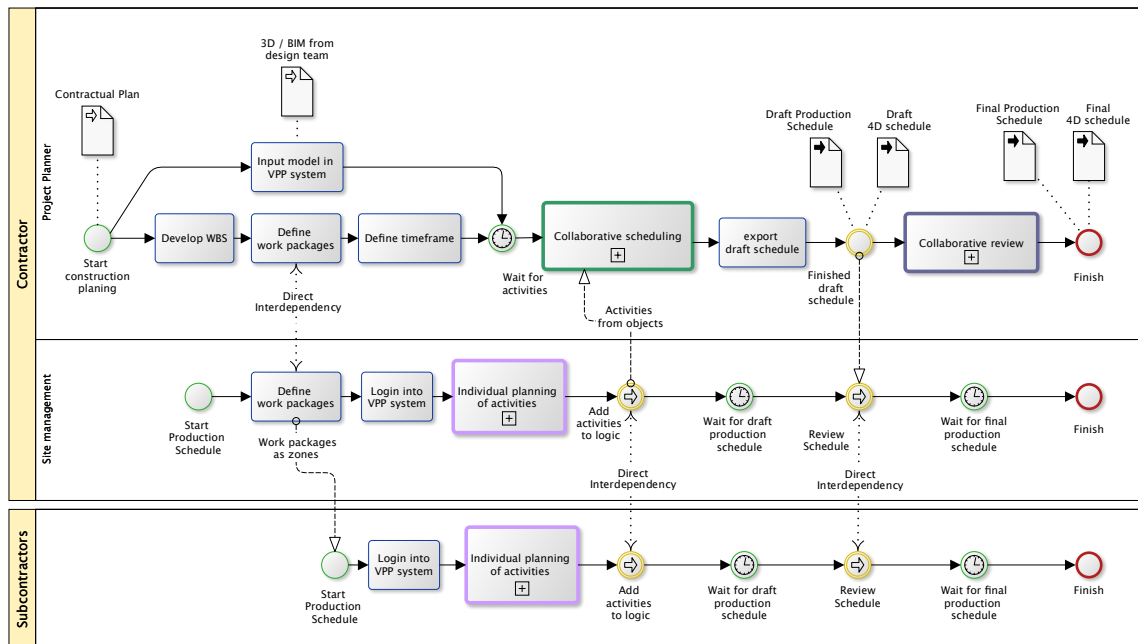 Contractor
Project Planner
3D / BIM from
design team
Contractual Plan
Draft Production
Schedule
Draft
4D schedule
Final Production
Schedule
Final
4D schedule
Input model in
VPP system
Start
construction
planing
Develop WBS
Define
work packages
Define timeframe
Wait for
activities
Collaborative scheduling
export
draft schedule
Finished
draft
schedule
Collaborative review
Finish
Direct
Interdependency
Activities
from objects
Site management
Start
Production
Schedule
Define
work packages
Login into
VPP system
Individual planning
of activities
Add
activities
to logic
Wait for draft
production
schedule
Review
Schedule
Wait for final
production
schedule
Finish
Work packages
as zones
Direct
Interdependency
Direct
Interdependency
Subcontractors
Start
Production
Schedule
Login into
VPP system
Individual planning
of activities
Add
activities
to logic
Wait for draft
production
schedule
Review
Schedule
Wait for final
production
schedule
Finish